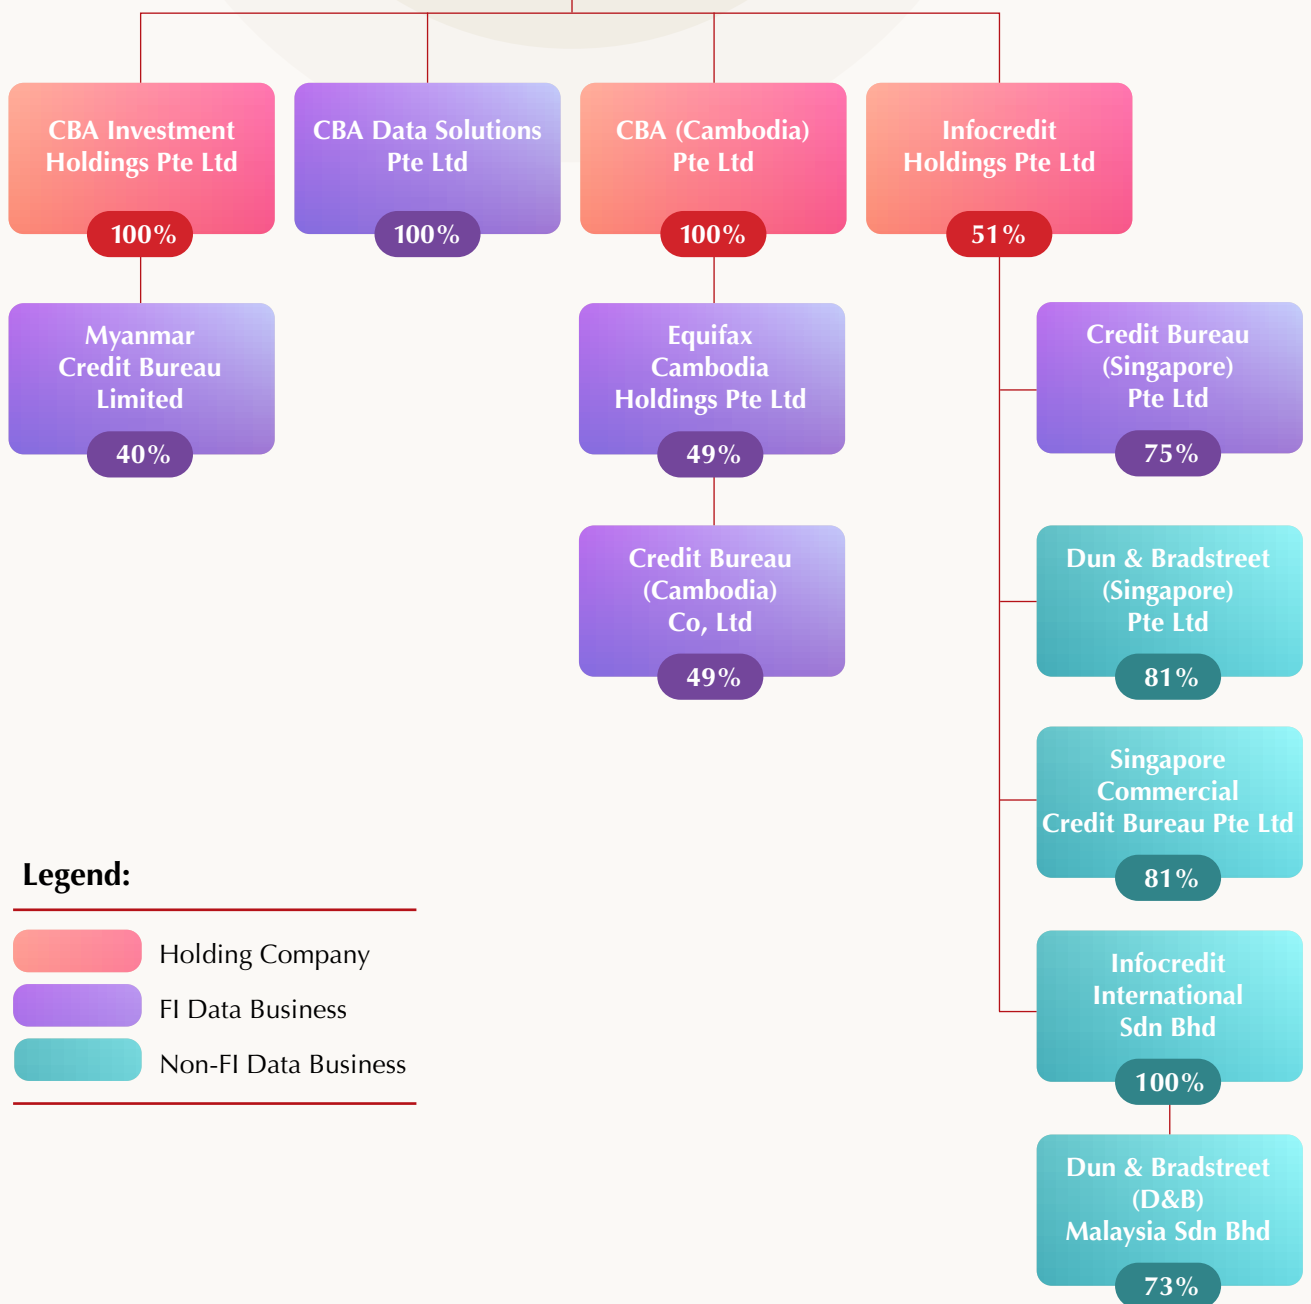 CBA Investment
Holdings Pte Ltd
100%
CBA Data Solutions
Pte Ltd
100%
CBA (Cambodia)
Pte Ltd
100%
Infocredit
Holdings Pte Ltd
51%
Myanmar
Credit Bureau
Limited
40%
Equifax
Cambodia
Holdings Pte Ltd
49%
Credit Bureau
(Singapore)
Pte Ltd
75%
Credit Bureau
(Cambodia)
Co, Ltd
49%
Dun & Bradstreet
(Singapore)
Pte Ltd
81%
Singapore
Commercial
Credit Bureau Pte Ltd
81%
Infocredit
International
Sdn Bhd
100%
Dun & Bradstreet
(D&B)
Malaysia Sdn Bhd
73%
Legend:
Holding Company
FI Data Business
Non-FI Data Business